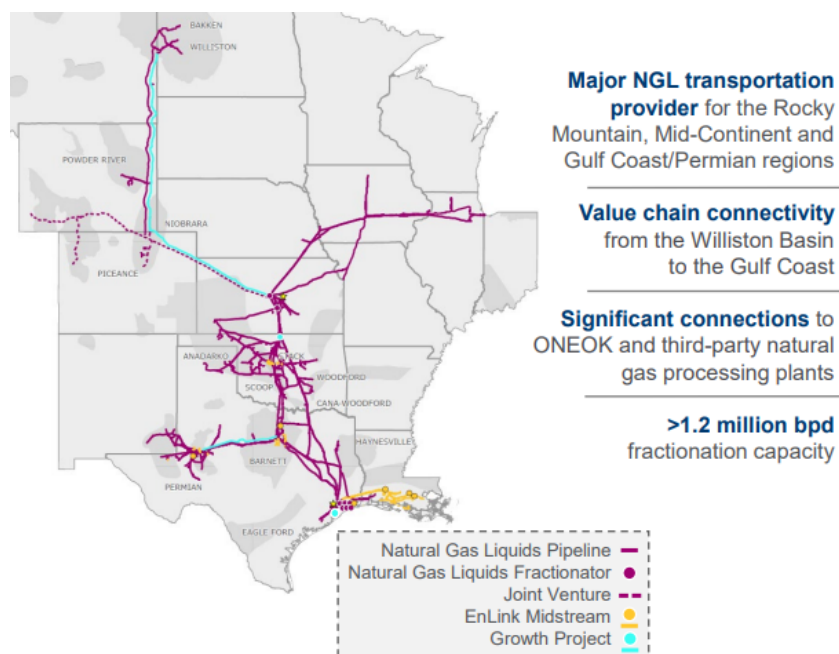 BAKKEN
WILLISTON
POWDER RIVER
NIOBRARA
PICEANCE
ANADARKO
STACK
SCOOP
WOODFORD
CANA-WOODFORD
HAYNESVILLE
BARNETT
PERMIAN
EAGLE FORD
Major NGL transportation
provider for the Rocky
Mountain, Mid-Continent and
Gulf Coast/Permian regions
Value chain connectivity
from the Williston Basin
to the Gulf Coast
Significant connections to
ONEOK and third-party natural
gas processing plants
>1.2 million bpd
fractionation capacity
Natural Gas Liquids Pipeline
Natural Gas Liquids Fractionator
Joint Venture
EnLink Midstream
Growth Project